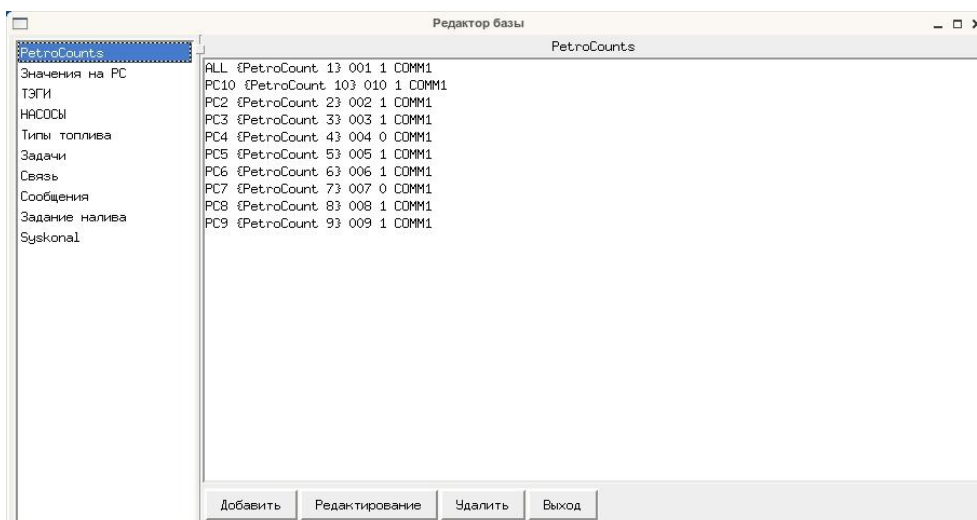 Редактор базы
PetroCounts
Значения на PC
ТЭГИ
НАСОСЫ
Типы топлива
Задачи
Связь
Сообщения
Задание налива
Syskonal
PetroCounts
ALL {PetroCount 1} 001 1 COMM1
PC10 {PetroCount 10} 010 1 COMM1
PC2 {PetroCount 2} 002 1 COMM1
PC3 {PetroCount 3} 003 1 COMM1
PC4 {PetroCount 4} 004 0 COMM1
PC5 {PetroCount 5} 005 1 COMM1
PC6 {PetroCount 6} 006 1 COMM1
PC7 {PetroCount 7} 007 0 COMM1
PC8 {PetroCount 8} 008 1 COMM1
PC9 {PetroCount 9} 009 1 COMM1
Добавить Редактирование Удалить Выход